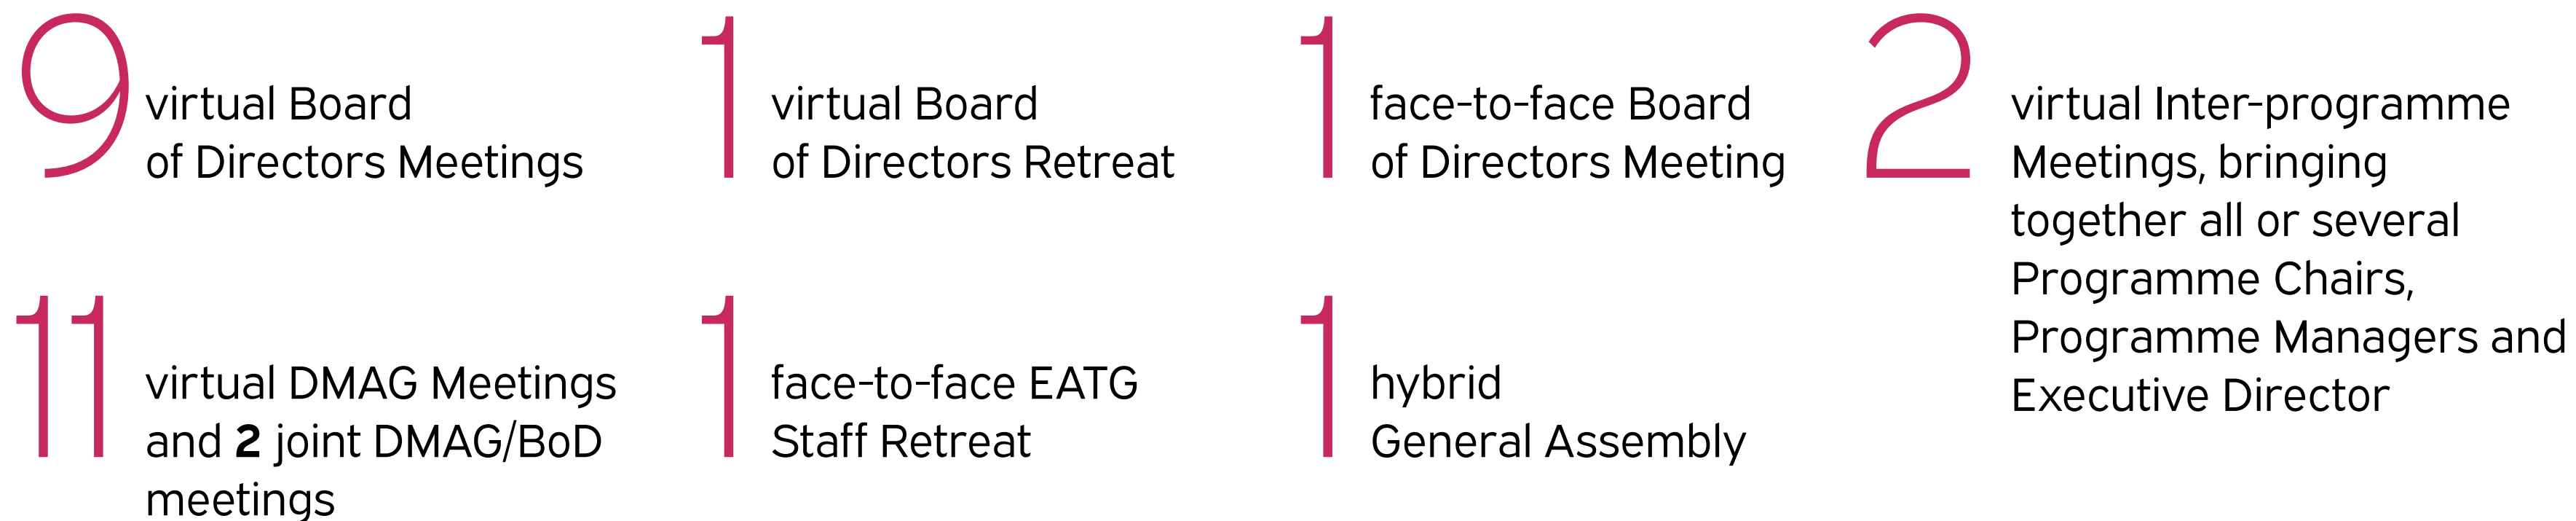 9
virtual Board
of Directors Meetings
1
virtual Board
of Directors Retreat
1
face-to-face Board
of Directors Meeting
2
virtual Inter-programme
Meetings, bringing
together all or several
Programme Chairs,
Programme Managers and
Executive Director
11
virtual DMAG Meetings
and 2 joint DMAG/BoD
meetings
1
face-to-face EATG
Staff Retreat
1
hybrid
General Assembly